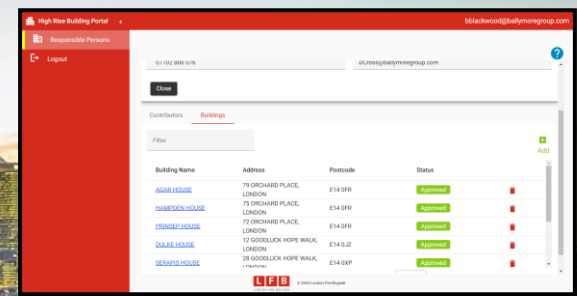 High Rise Building Portal
bblackwood@ballymoregroup.com
Responsible Persons
Logout
?
07702 866 076
DCross@ballymoregroup.com
Close
Contributors Buildings
Filter
Add
Building Name Address Postcode Status
AGAR HOUSE 79 ORCHARD PLACE, LONDON E14 0FR Approved
HAMPDEN HOUSE 75 ORCHARD PLACE, LONDON E14 0FR Approved
PRINSEP HOUSE 72 ORCHARD PLACE, LONDON E14 0FR Approved
OULKE HOUSE 12 GOODLUCK HOPE WALK, LONDON E14 0JZ Approved
SERAPIS HOUSE 28 GOODLUCK HOPE WALK, LONDON E14 0XP Approved
LFB
LONDON FIRE BRIGADE